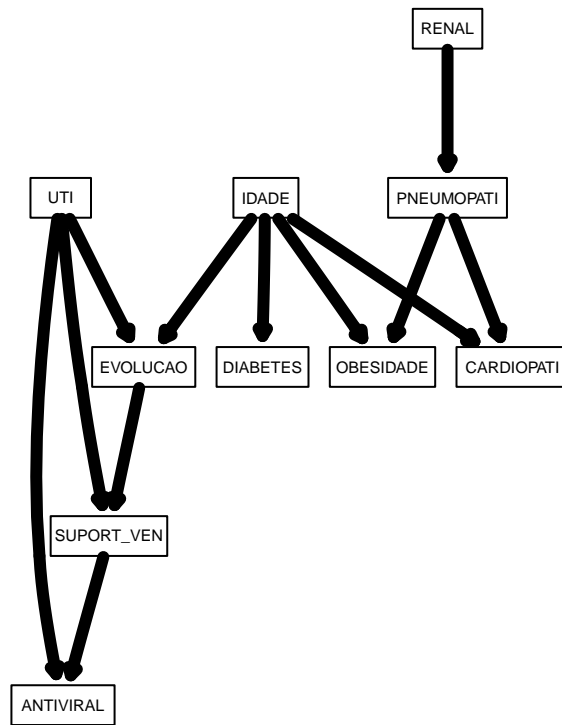 RENAL
UTI
IDADE
PNEUMOPATI
EVOLUCAO
DIABETES
OBESIDADE
CARDIOPATI
SUPORT_VEN
ANTIVIRAL